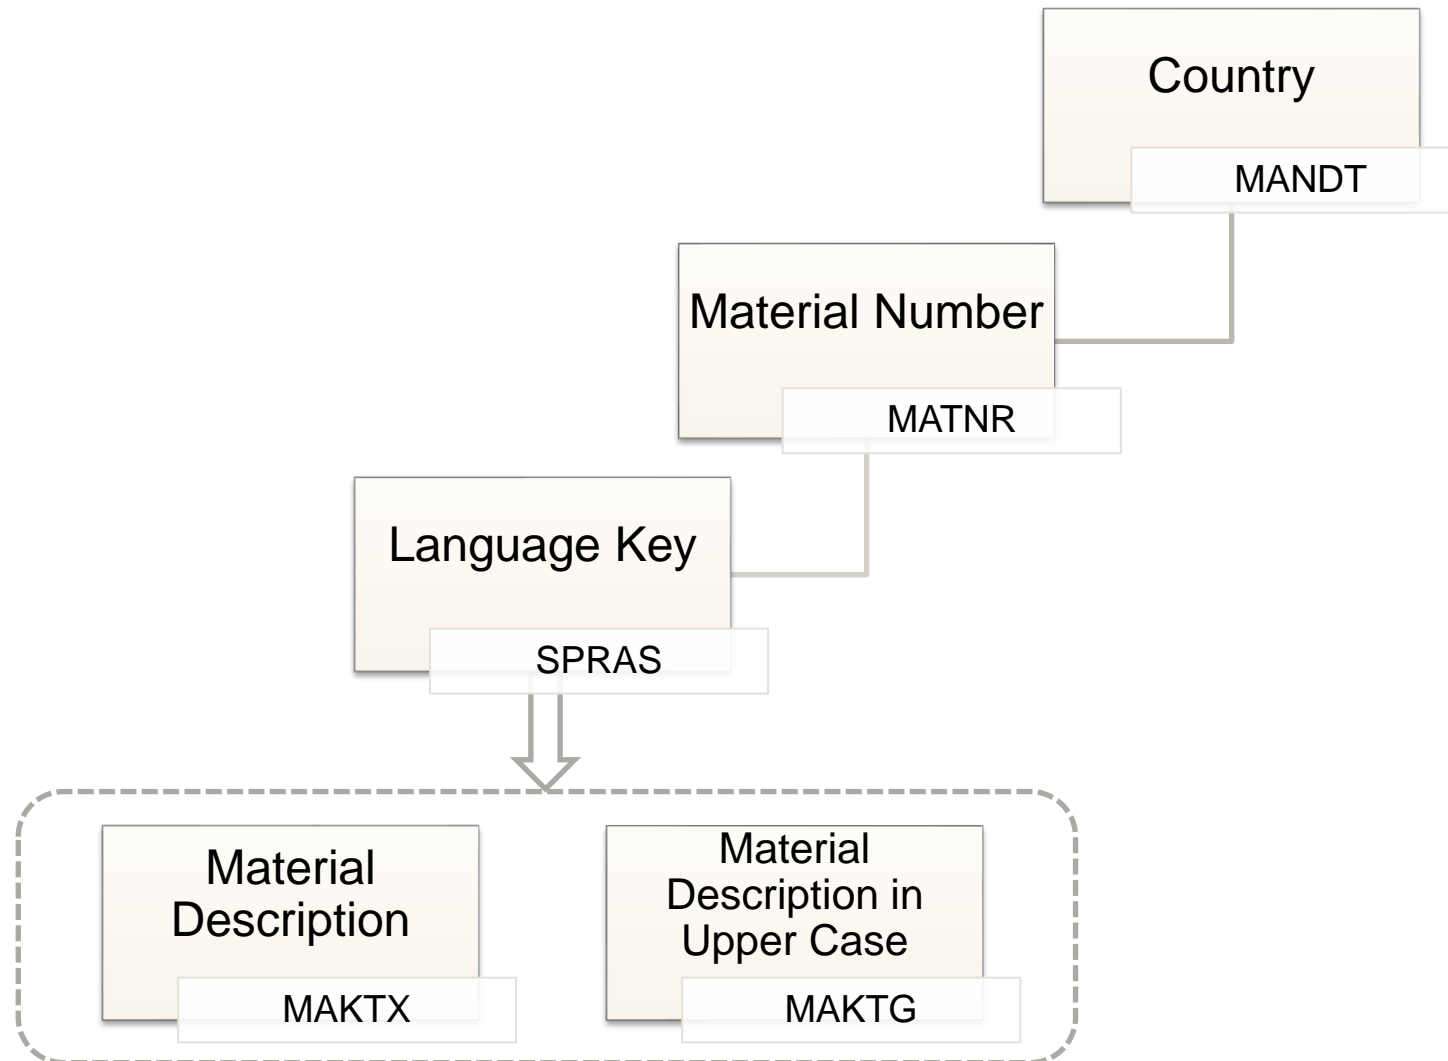 Country
MANDT
Material Number
MATNR
Language Key
SPRAS
Material
Description
MAKTX
Material
Description in
Upper Case
MAKTG